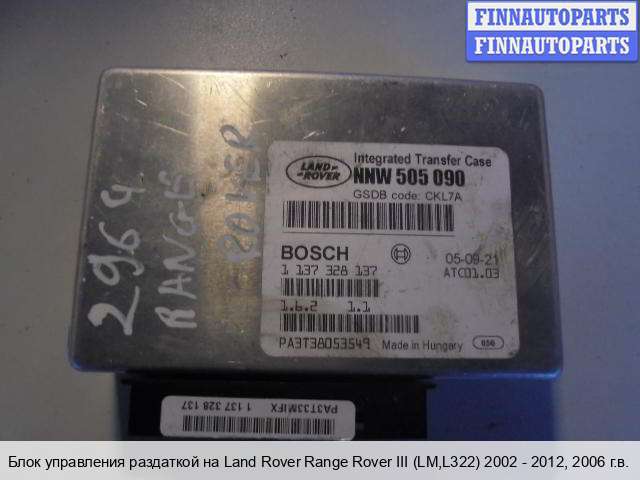 FINNAUTOPARTS
FINNAUTOPARTS
2964
RANGE
ROVER
LAND
ROVER
Integrated Transfer Case
NNW 505 090
GSDB code: CKL7A
BOSCH
05-09-21
1 137 328 137
ATC01.03
1.6.2 1.1
PA3T38053549
Made in Hungary
050
PA3T33MIFX
1 137 328 137
Блок управления раздаткой на Land Rover Range Rover III (LM,L322) 2002 - 2012, 2006 г.в.